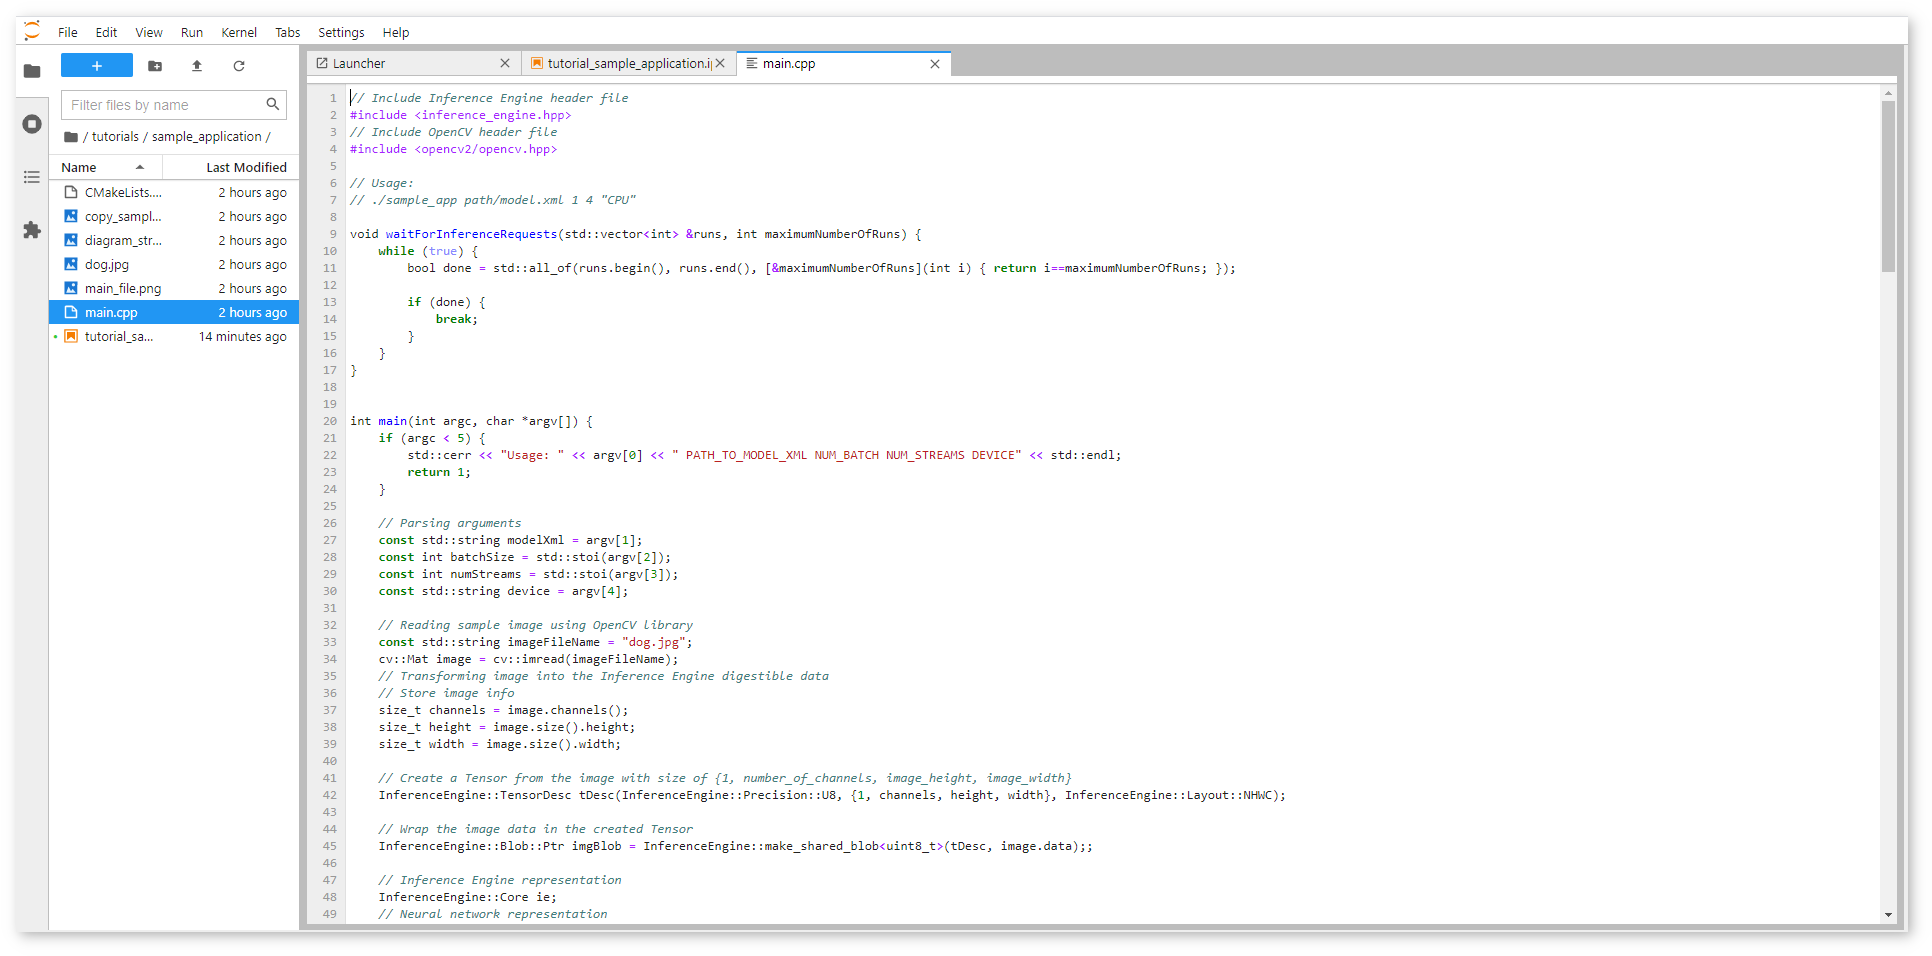 File Edit View Run Kernel Tabs Settings Help
+
Filter files by name
/ tutorials / sample_application /
Name Last Modified
CMakeLists.... 2 hours ago
copy_sampl... 2 hours ago
diagram_str... 2 hours ago
dog.jpg 2 hours ago
main_file.png 2 hours ago
main.cpp 2 hours ago
tutorial_sa... 14 minutes ago
Launcher tutorial_sample_application.i main.cpp
1 // Include Inference Engine header file
2 #include <inference_engine.hpp>
3 // Include OpenCV header file
4 #include <opencv2/opencv.hpp>
5
6 // Usage:
7 // ./sample_app path/model.xml 1 4 "CPU"
8
9 void waitForInferenceRequests(std::vector<int> &runs, int maximumNumberOfRuns) {
10 while (true) {
11 bool done = std::all_of(runs.begin(), runs.end(), [&maximumNumberOfRuns](int i) { return i==maximumNumberOfRuns; });
12
13 if (done) {
14 break;
15 }
16 }
17 }
18
19
20 int main(int argc, char *argv[]) {
21 if (argc < 5) {
22 std::cerr << "Usage: " << argv[0] << " PATH_TO_MODEL_XML NUM_BATCH NUM_STREAMS DEVICE" << std::endl;
23 return 1;
24 }
25
26 // Parsing arguments
27 const std::string modelXml = argv[1];
28 const int batchSize = std::stoi(argv[2]);
29 const int numStreams = std::stoi(argv[3]);
30 const std::string device = argv[4];
31
32 // Reading sample image using OpenCV library
33 const std::string imageFileName = "dog.jpg";
34 cv::Mat image = cv::imread(imageFileName);
35 // Transforming image into the Inference Engine digestible data
36 // Store image info
37 size_t channels = image.channels();
38 size_t height = image.size().height;
39 size_t width = image.size().width;
40
41 // Create a Tensor from the image with size of {1, number_of_channels, image_height, image_width}
42 InferenceEngine::TensorDesc tDesc(InferenceEngine::Precision::U8, {1, channels, height, width}, InferenceEngine::Layout::NHWC);
43
44 // Wrap the image data in the created Tensor
45 InferenceEngine::Blob::Ptr imgBlob = InferenceEngine::make_shared_blob<uint8_t>(tDesc, image.data);;
46
47 // Inference Engine representation
48 InferenceEngine::Core ie;
49 // Neural network representation